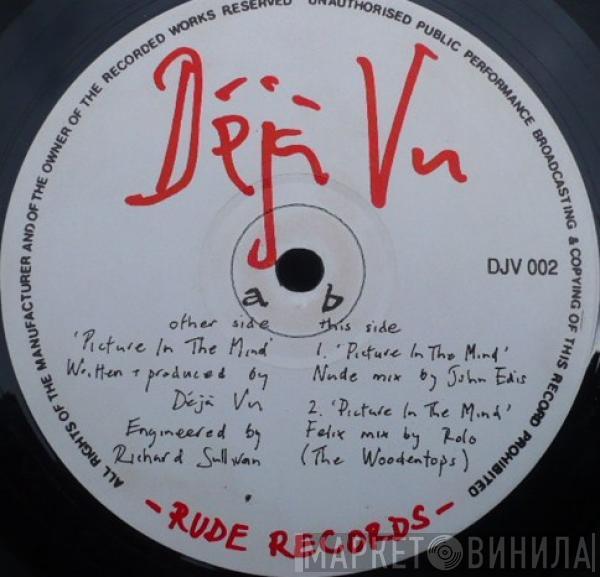 ALL RIGHTS OF THE MANUFACTURER AND OF THE OWNER OF THE RECORDED WORKS RESERVED UNAUTHORISED PUBLIC PERFORMANCE BROADCASTING & COPYING OF THIS RECORD PROHIBITED
Déjà Vu
DJV 002
a
other side
'Picture In The Mind'
Written + produced by
Déjà Vu
Engineered by
Richard Sullivan
b
this side
1. 'Picture In The Mind'
Nude mix by John Edis
2. 'Picture In The Mind'
Felix mix by Rolo
(The Woodentops)
- RUDE RECORDS -
МАРКЕТ ВИНИЛА